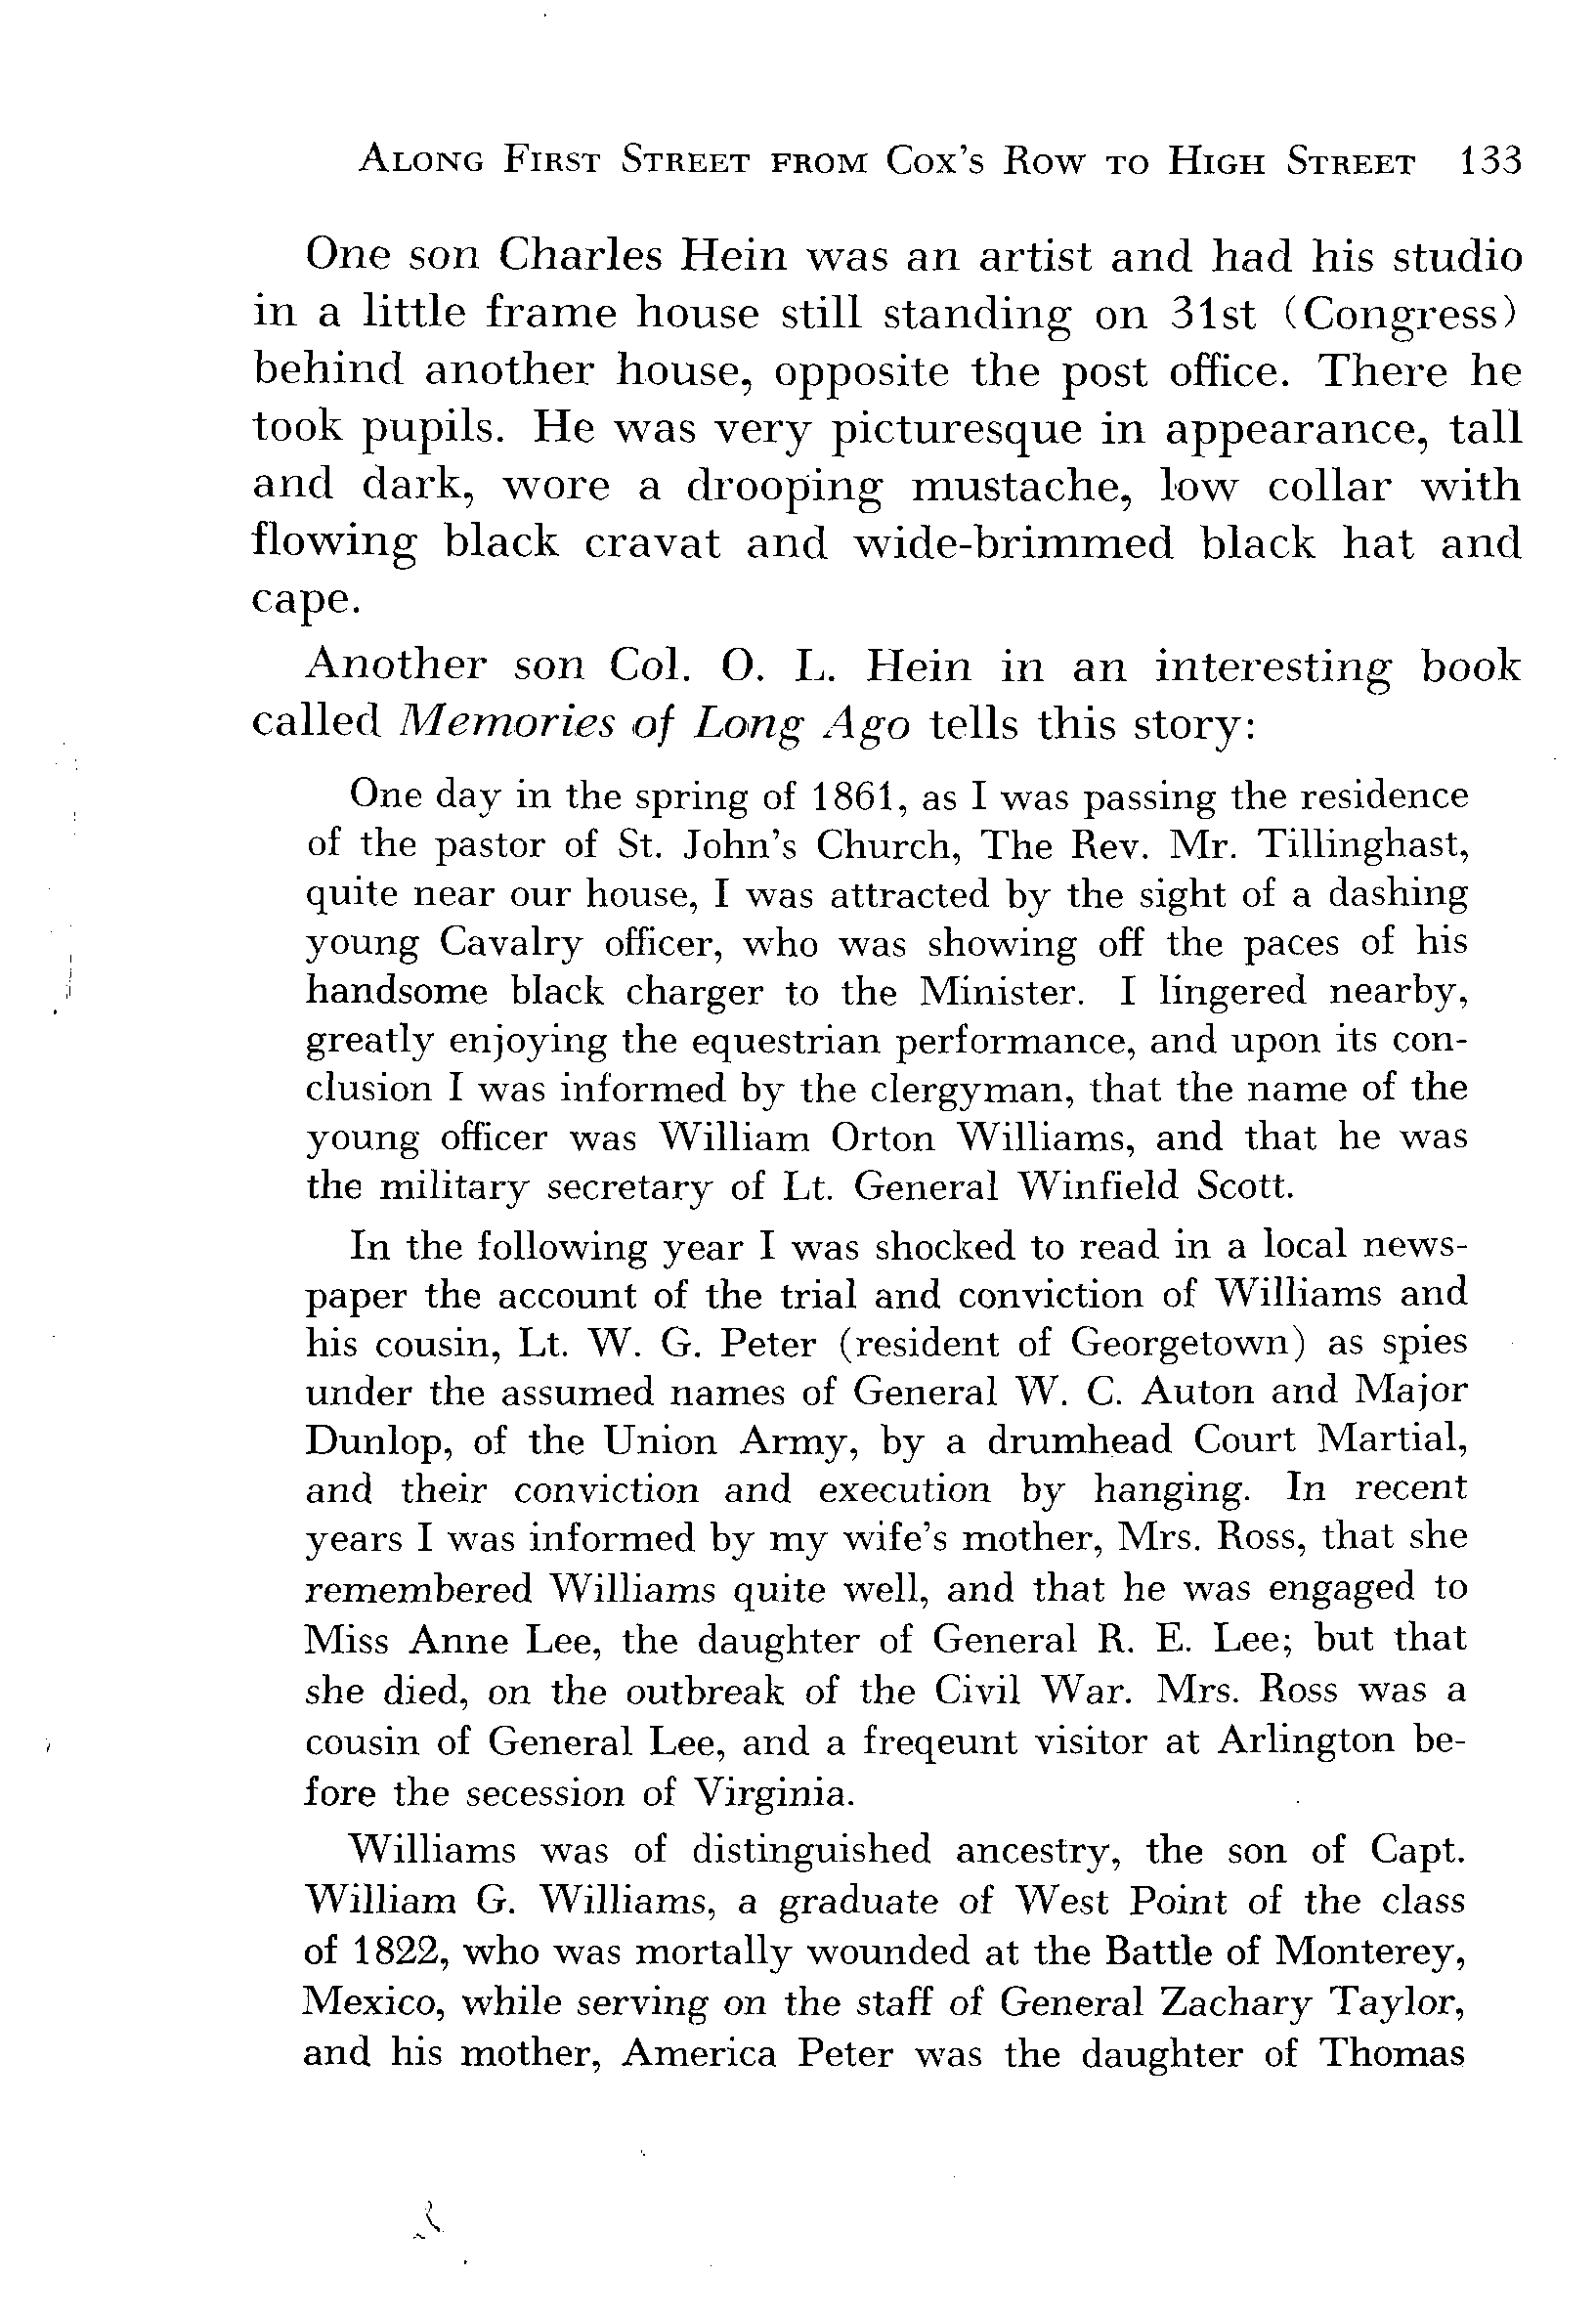 Along First Street from Cox's Row to High Street 133
One son Charles Hein was an artist and had his studio
in a little frame house still standing on 31st (Congress)
behind another house, opposite the post office. There he
took pupils. He was very picturesque in appearance, tall
and dark, wore a drooping mustache, low collar with
flowing black cravat and wide-brimmed black hat and
cape.
Another son Col. O. L. Hein in an interesting book
called Memories of Long Ago tells this story:
One day in the spring of 1861, as I was passing the residence
of the pastor of St. John's Church, The Rev. Mr. Tillinghast,
quite near our house, I was attracted by the sight of a dashing
young Cavalry officer, who was showing off the paces of his
handsome black charger to the Minister. I lingered nearby,
greatly enjoying the equestrian performance, and upon its con-
clusion I was informed by the clergyman, that the name of the
young officer was William Orton Williams, and that he was
the military secretary of Lt. General Winfield Scott.
In the following year I was shocked to read in a local news-
paper the account of the trial and conviction of Williams and
his cousin, Lt. W. G. Peter (resident of Georgetown) as spies
under the assumed names of General W. C. Auton and Major
Dunlop, of the Union Army, by a drumhead Court Martial,
and their conviction and execution by hanging. In recent
years I was informed by my wife's mother, Mrs. Ross, that she
remembered Williams quite well, and that he was engaged to
Miss Anne Lee, the daughter of General R. E. Lee; but that
she died, on the outbreak of the Civil War. Mrs. Ross was a
cousin of General Lee, and a freqeunt visitor at Arlington be-
fore the secession of Virginia.
Williams was of distinguished ancestry, the son of Capt.
William G. Williams, a graduate of West Point of the class
of 1822, who was mortally wounded at the Battle of Monterey,
Mexico, while serving on the staff of General Zachary Taylor,
and his mother, America Peter was the daughter of Thomas